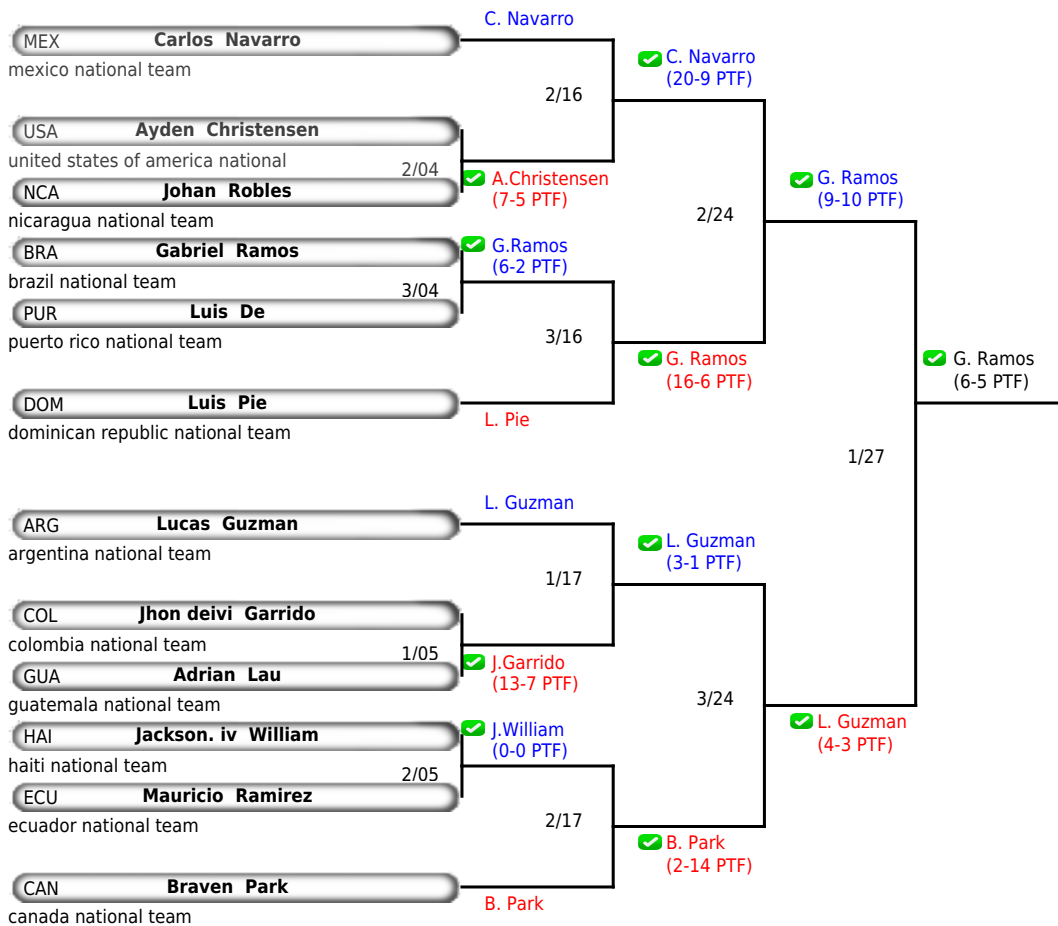 C. Navarro
MEX Carlos Navarro
mexico national team
C. Navarro
(20-9 PTF)
2/16
USA Ayden Christensen
united states of america national
2/04
A.Christensen
(7-5 PTF)
NCA Johan Robles
nicaragua national team
G. Ramos
(9-10 PTF)
2/24
BRA Gabriel Ramos
brazil national team
G.Ramos
(6-2 PTF)
3/04
PUR Luis De
puerto rico national team
3/16
G. Ramos
(16-6 PTF)
G. Ramos
(6-5 PTF)
DOM Luis Pie
dominican republic national team
L. Pie
1/27
L. Guzman
ARG Lucas Guzman
argentina national team
L. Guzman
(3-1 PTF)
1/17
COL Jhon deivi Garrido
colombia national team
1/05
J.Garrido
(13-7 PTF)
GUA Adrian Lau
guatemala national team
3/24
L. Guzman
(4-3 PTF)
HAI Jackson. iv William
haiti national team
J.William
(0-0 PTF)
2/05
ECU Mauricio Ramirez
ecuador national team
2/17
B. Park
(2-14 PTF)
CAN Braven Park
canada national team
B. Park